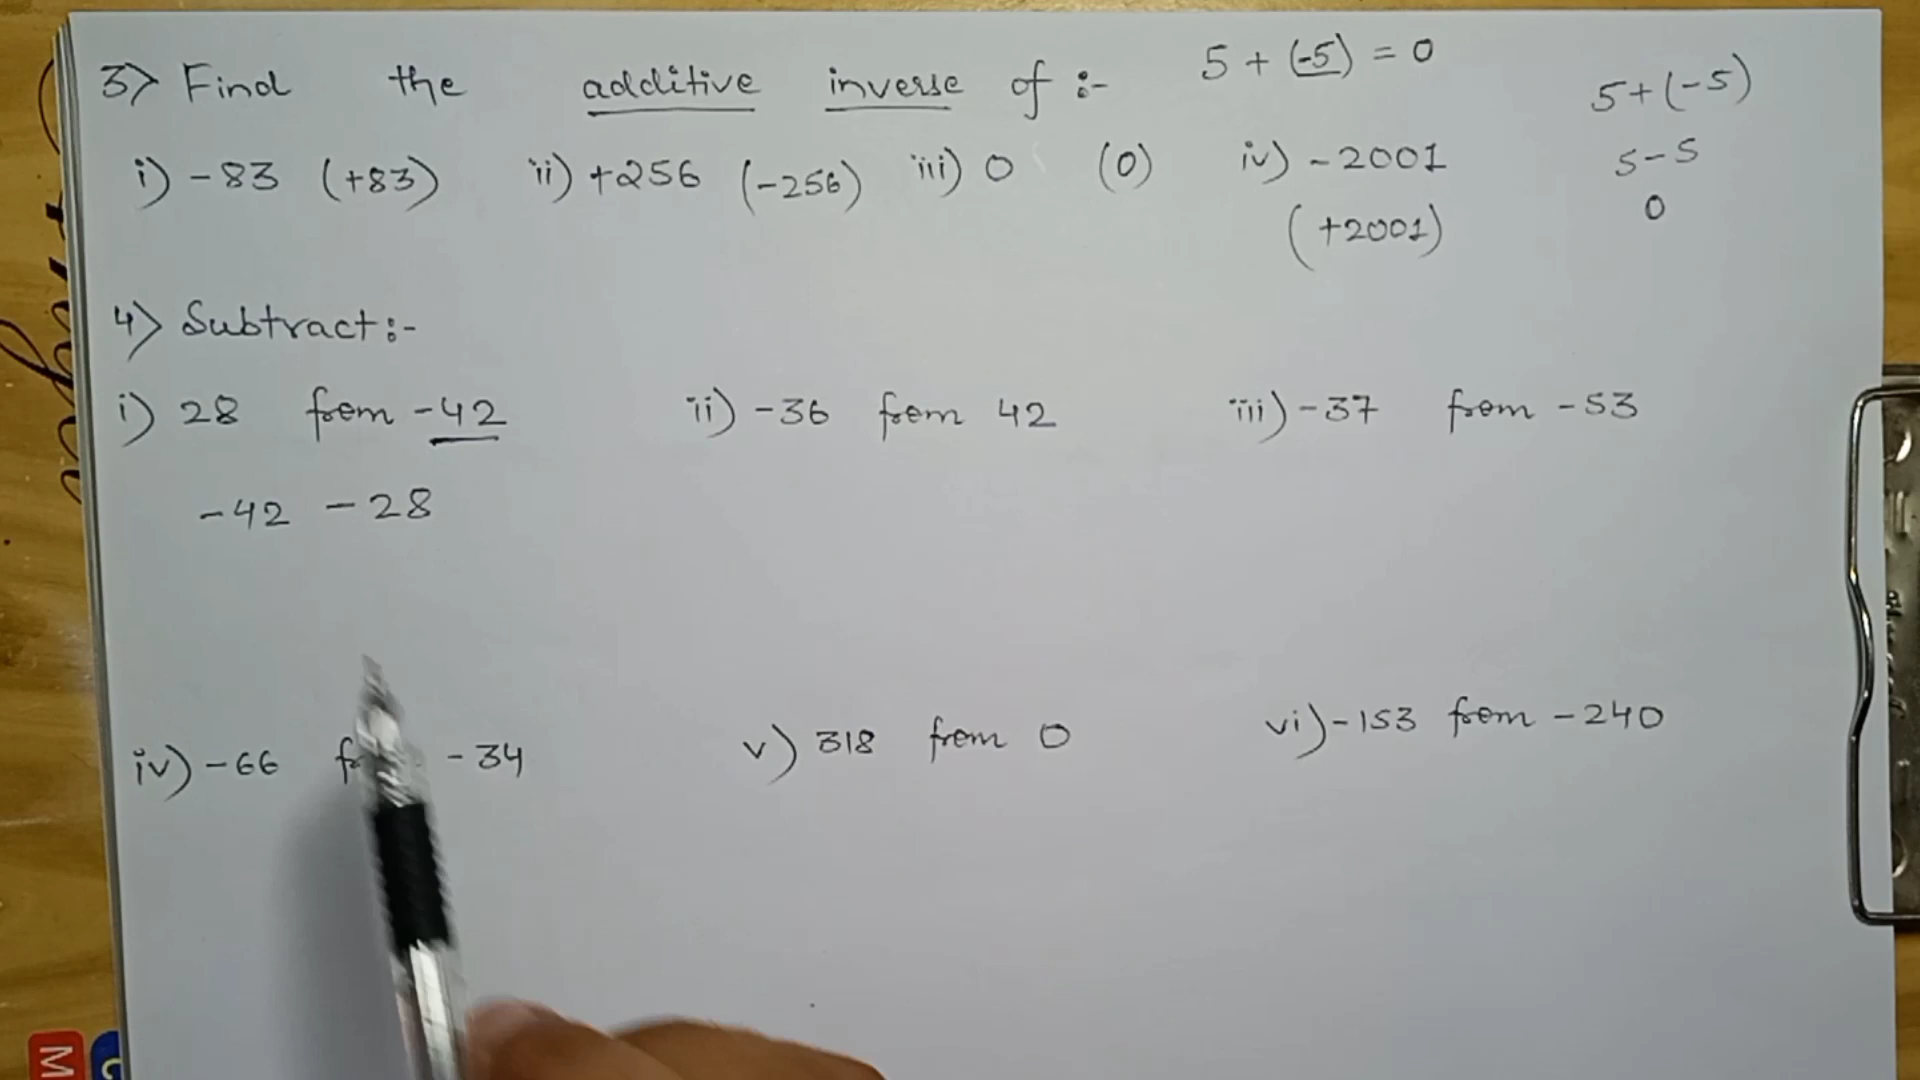 3) Find the additive inverse of :- 5 + (-5) = 0
5+(-5)
i) -83 (+83) ii) +256 (-256) iii) 0 (0) iv) -2001
5-5
(+2001)
0
4) Subtract:-
i) 28 from -42 ii) -36 from 42 iii) -37 from -53
-42 -28
iv) -66 -34 v) 318 from 0 vi) -153 from -240
M